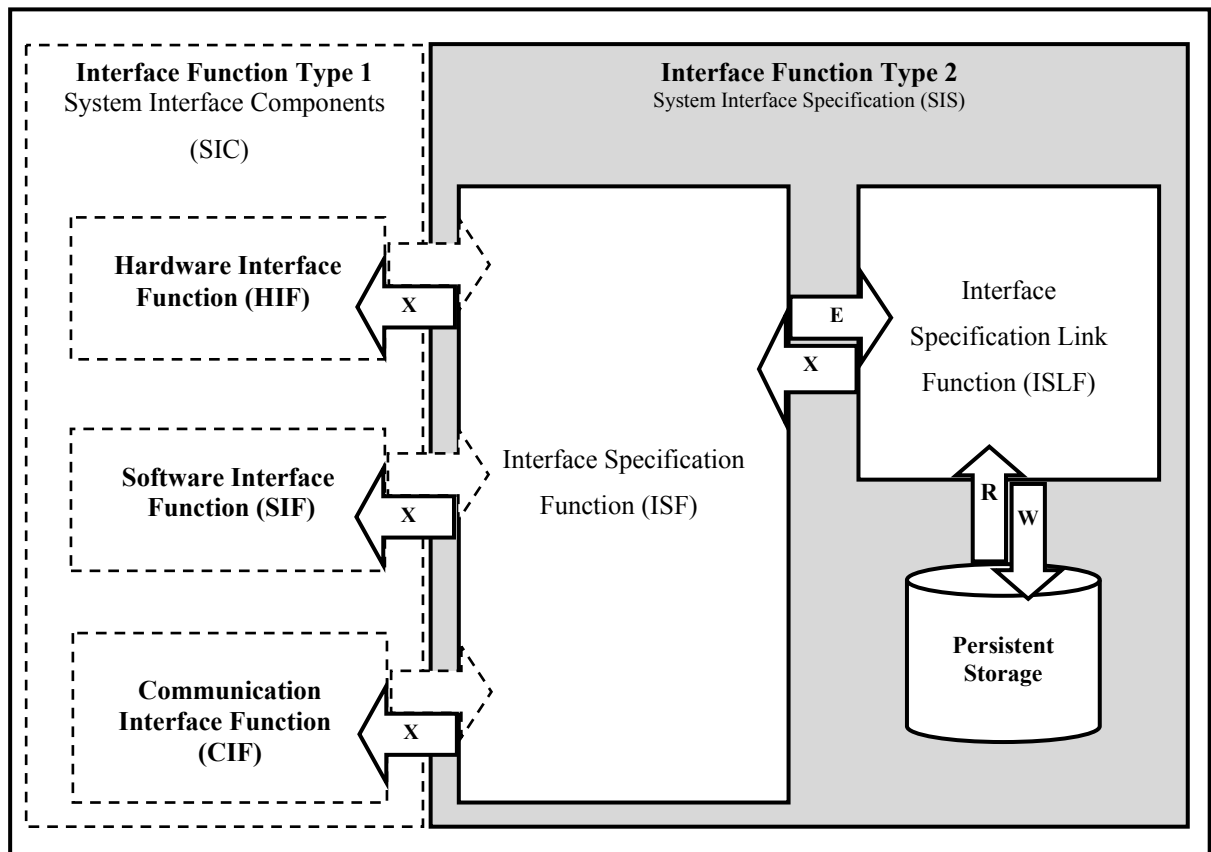 Interface Function Type 1
System Interface Components
(SIC)
Interface Function Type 2
System Interface Specification (SIS)
Hardware Interface
Function (HIF)
X
Software Interface
Function (SIF)
X
Communication
Interface Function
(CIF)
X
Interface Specification
Function (ISF)
E
X
Interface
Specification Link
Function (ISLF)
R
W
Persistent
Storage